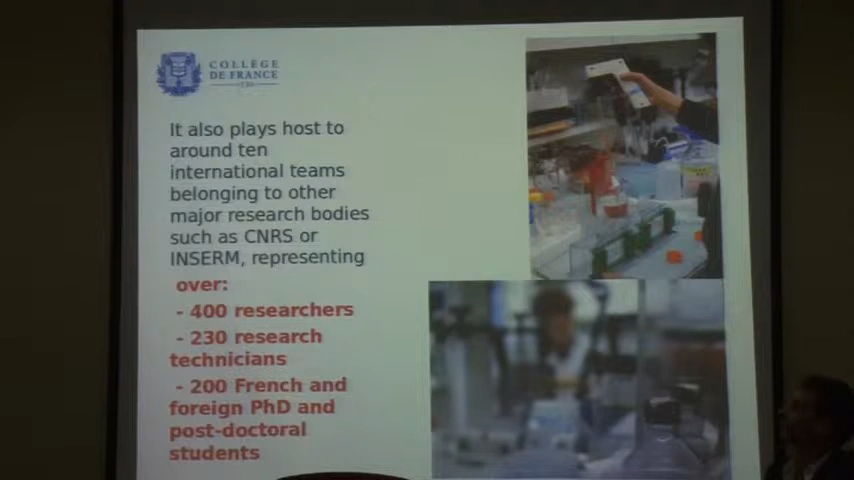 COLLÈGE
DE FRANCE
It also plays host to
around ten
international teams
belonging to other
major research bodies
such as CNRS or
INSERM, representing
over:
- 400 researchers
- 230 research
technicians
- 200 French and
foreign PhD and
post-doctoral
students